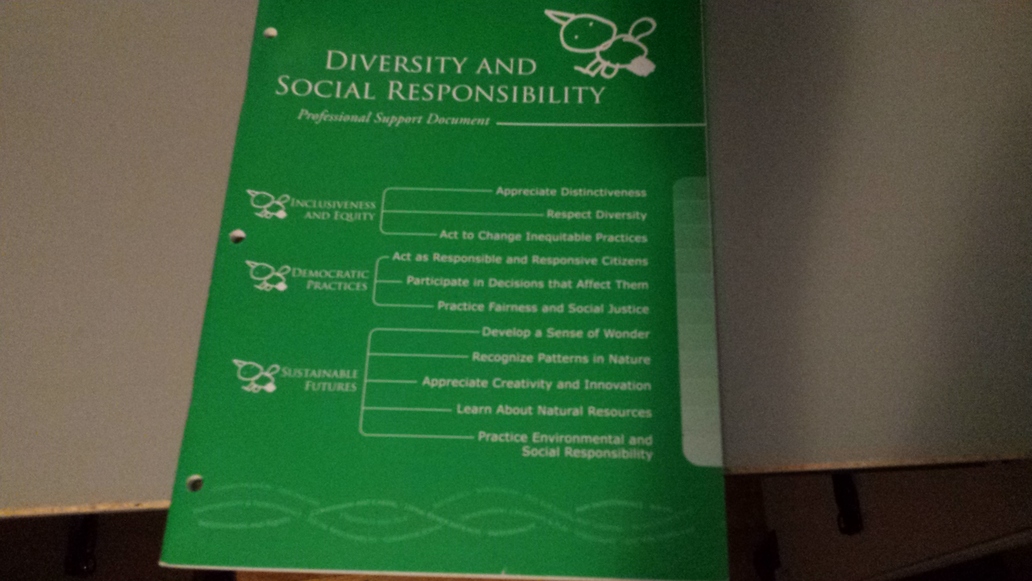 DIVERSITY AND
SOCIAL RESPONSIBILITY
Professional Support Document
INCLUSIVENESS
AND EQUITY
Appreciate Distinctiveness
Respect Diversity
Act to Change Inequitable Practices
DEMOCRATIC
PRACTICES
Act as Responsible and Responsive Citizens
Participate in Decisions that Affect Them
Practice Fairness and Social Justice
SUSTAINABLE
FUTURES
Develop a Sense of Wonder
Recognize Patterns in Nature
Appreciate Creativity and Innovation
Learn About Natural Resources
Practice Environmental and
Social Responsibility